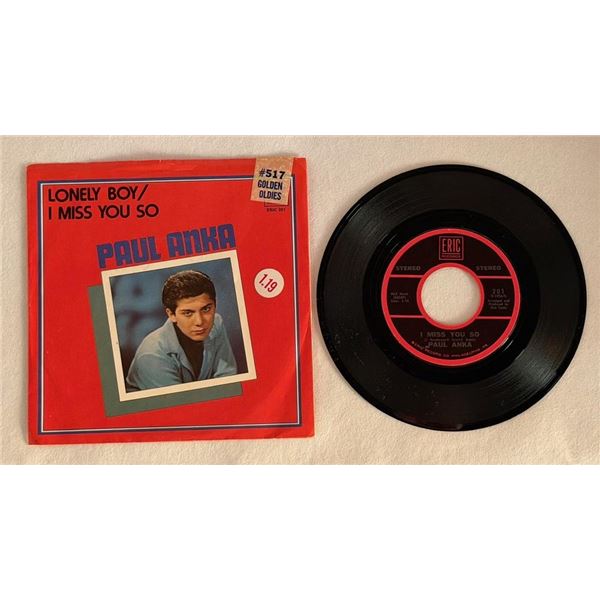 LONELY BOY/
I MISS YOU SO
#517
GOLDEN
OLDIES
ERIC 201
PAUL ANKA
1.19
ERIC
RECORDS
STEREO
STEREO
201
I MISS YOU SO
PAUL ANKA